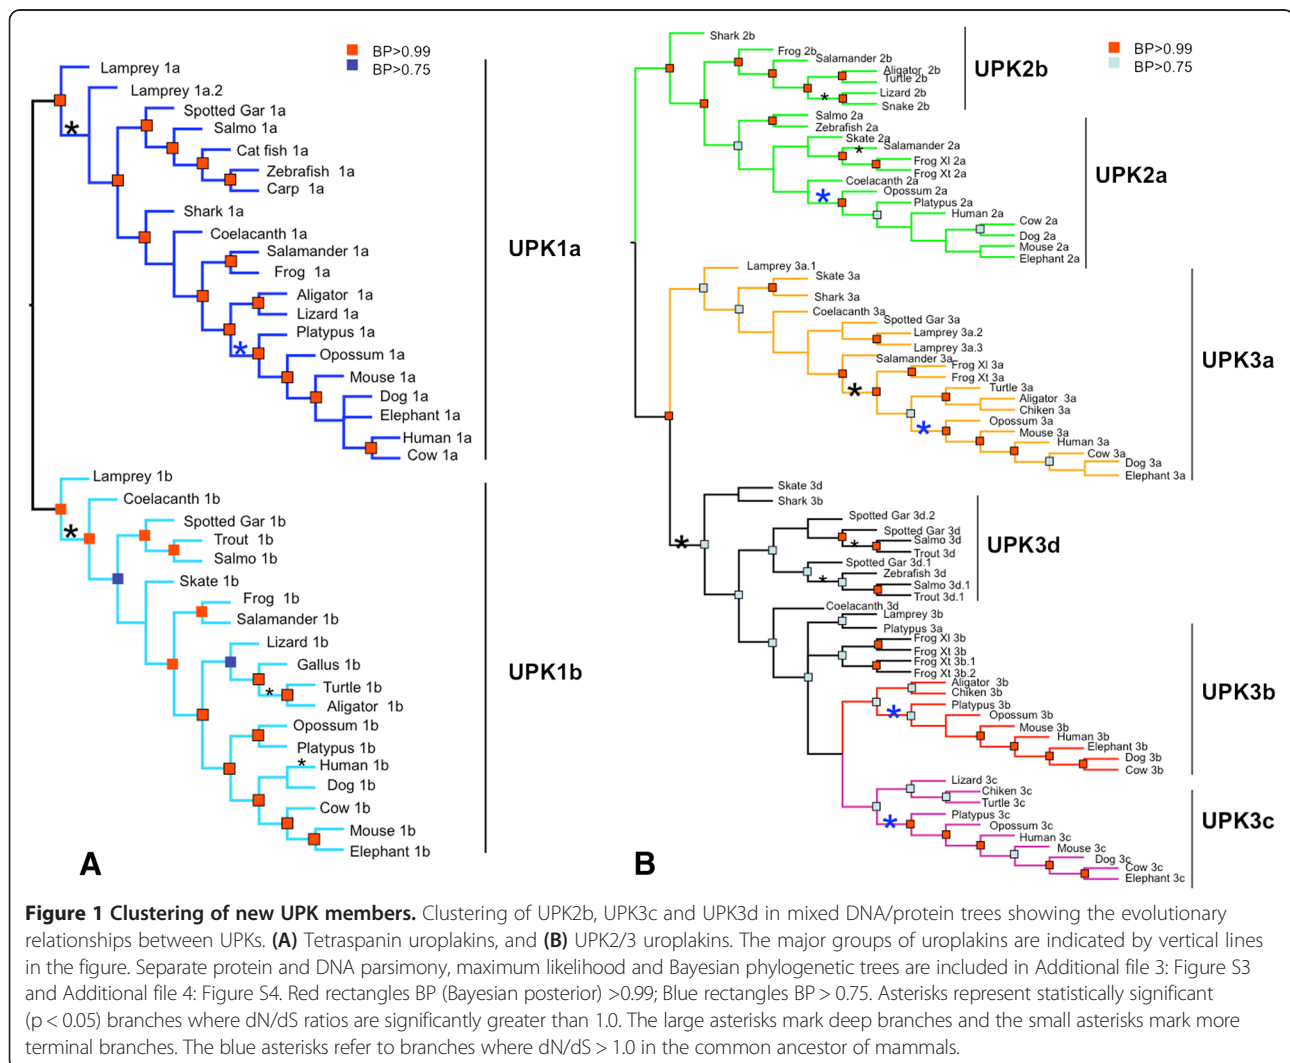 BP>0.99
BP>0.75
Lamprey 1a
Lamprey 1a.2
Spotted Gar 1a
Salmo 1a
Cat fish 1a
Zebrafish 1a
Carp 1a
Shark 1a
Coelacanth 1a
Salamander 1a
Frog 1a
Aligator 1a
Lizard 1a
Platypus 1a
Opossum 1a
Mouse 1a
Dog 1a
Elephant 1a
Human 1a
Cow 1a
UPK1a
Lamprey 1b
Coelacanth 1b
Spotted Gar 1b
Trout 1b
Salmo 1b
Skate 1b
Frog 1b
Salamander 1b
Lizard 1b
Gallus 1b
Turtle 1b
Aligator 1b
Opossum 1b
Platypus 1b
Human 1b
Dog 1b
Cow 1b
Mouse 1b
Elephant 1b
UPK1b
A
BP>0.99
BP>0.75
Shark 2b
Frog 2b
Salamander 2b
Aligator 2b
Turtle 2b
Lizard 2b
Snake 2b
UPK2b
Salmo 2a
Zebrafish 2a
Skate 2a
Salamander 2a
Frog Xl 2a
Frog Xt 2a
Coelacanth 2a
Opossum 2a
Platypus 2a
Human 2a
Cow 2a
Dog 2a
Mouse 2a
Elephant 2a
UPK2a
Lamprey 3a.1
Skate 3a
Shark 3a
Coelacanth 3a
Spotted Gar 3a
Lamprey 3a.2
Lamprey 3a.3
Salamander 3a
Frog Xl 3a
Frog Xt 3a
Turtle 3a
Aligator 3a
Chiken 3a
Opossum 3a
Mouse 3a
Human 3a
Cow 3a
Dog 3a
Elephant 3a
UPK3a
Skate 3d
Shark 3b
Spotted Gar 3d.2
Spotted Gar 3d
Salmo 3d
Trout 3d
Spotted Gar 3d.1
Zebrafish 3d
Salmo 3d.1
Trout 3d.1
UPK3d
Coelacanth 3d
Lamprey 3b
Platypus 3a
Frog Xl 3b
Frog Xt 3b
Frog Xt 3b.1
Frog Xt 3b.2
Aligator 3b
Chiken 3b
Platypus 3b
Opossum 3b
Mouse 3b
Human 3b
Elephant 3b
Dog 3b
Cow 3b
UPK3b
Lizard 3c
Chiken 3c
Turtle 3c
Platypus 3c
Opossum 3c
Human 3c
Mouse 3c
Dog 3c
Cow 3c
Elephant 3c
UPK3c
B
Figure 1 Clustering of new UPK members. Clustering of UPK2b, UPK3c and UPK3d in mixed DNA/protein trees showing the evolutionary
relationships between UPKs. (A) Tetraspanin uroplakins, and (B) UPK2/3 uroplakins. The major groups of uroplakins are indicated by vertical lines
in the figure. Separate protein and DNA parsimony, maximum likelihood and Bayesian phylogenetic trees are included in Additional file 3: Figure S3
and Additional file 4: Figure S4. Red rectangles BP (Bayesian posterior) >0.99; Blue rectangles BP > 0.75. Asterisks represent statistically significant
(p < 0.05) branches where dN/dS ratios are significantly greater than 1.0. The large asterisks mark deep branches and the small asterisks mark more
terminal branches. The blue asterisks refer to branches where dN/dS > 1.0 in the common ancestor of mammals.